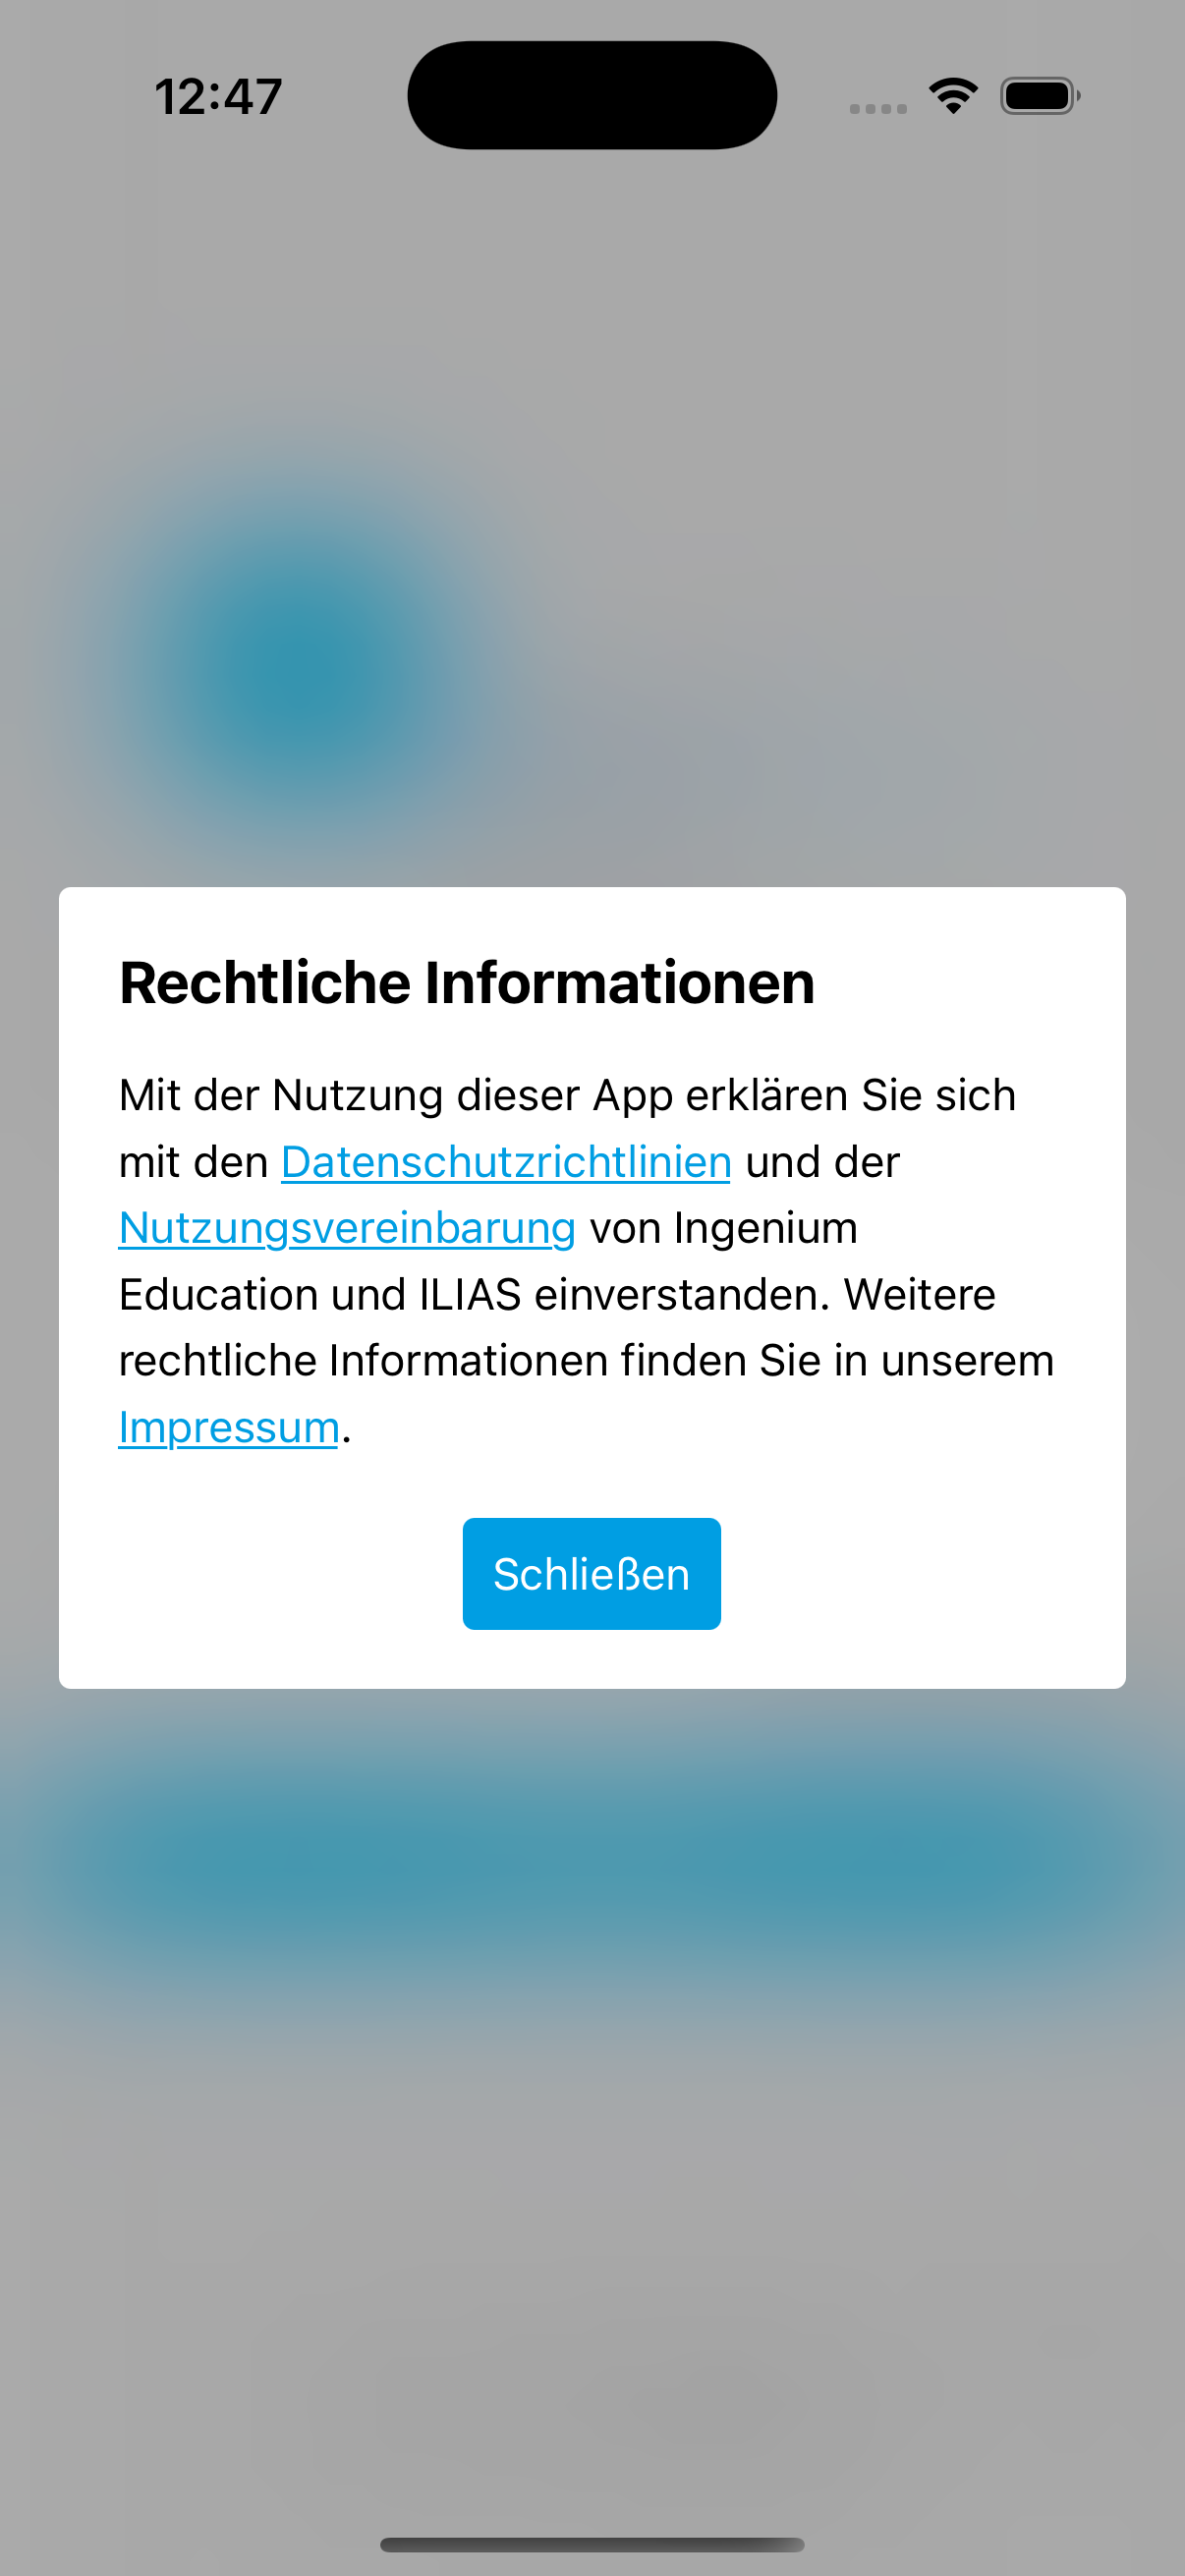 12:47
Rechtliche Informationen
Mit der Nutzung dieser App erklären Sie sich
mit den Datenschutzrichtlinien und der
Nutzungsvereinbarung von Ingenium
Education und ILIAS einverstanden. Weitere
rechtliche Informationen finden Sie in unserem
Impressum.
Schließen